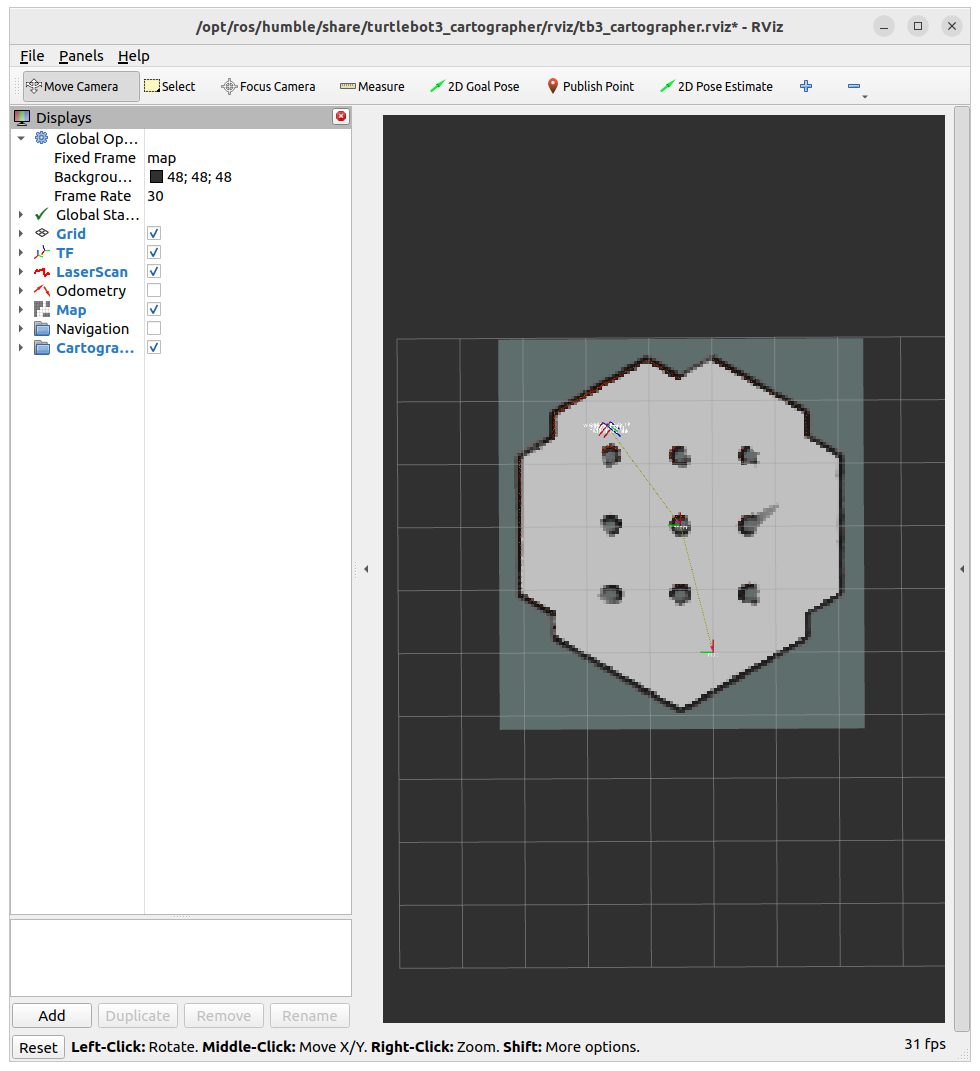 /opt/ros/humble/share/turtlebot3_cartographer/rviz/tb3_cartographer.rviz* - RViz
File Panels Help
Move Camera Select Focus Camera Measure 2D Goal Pose Publish Point 2D Pose Estimate
Displays
Global Op...
Fixed Frame map
Backgrou... 48; 48; 48
Frame Rate 30
Global Sta...
Grid
TF
LaserScan
Odometry
Map
Navigation
Cartogra...
Add Duplicate Remove Rename
Reset Left-Click: Rotate. Middle-Click: Move X/Y. Right-Click: Zoom. Shift: More options. 31 fps